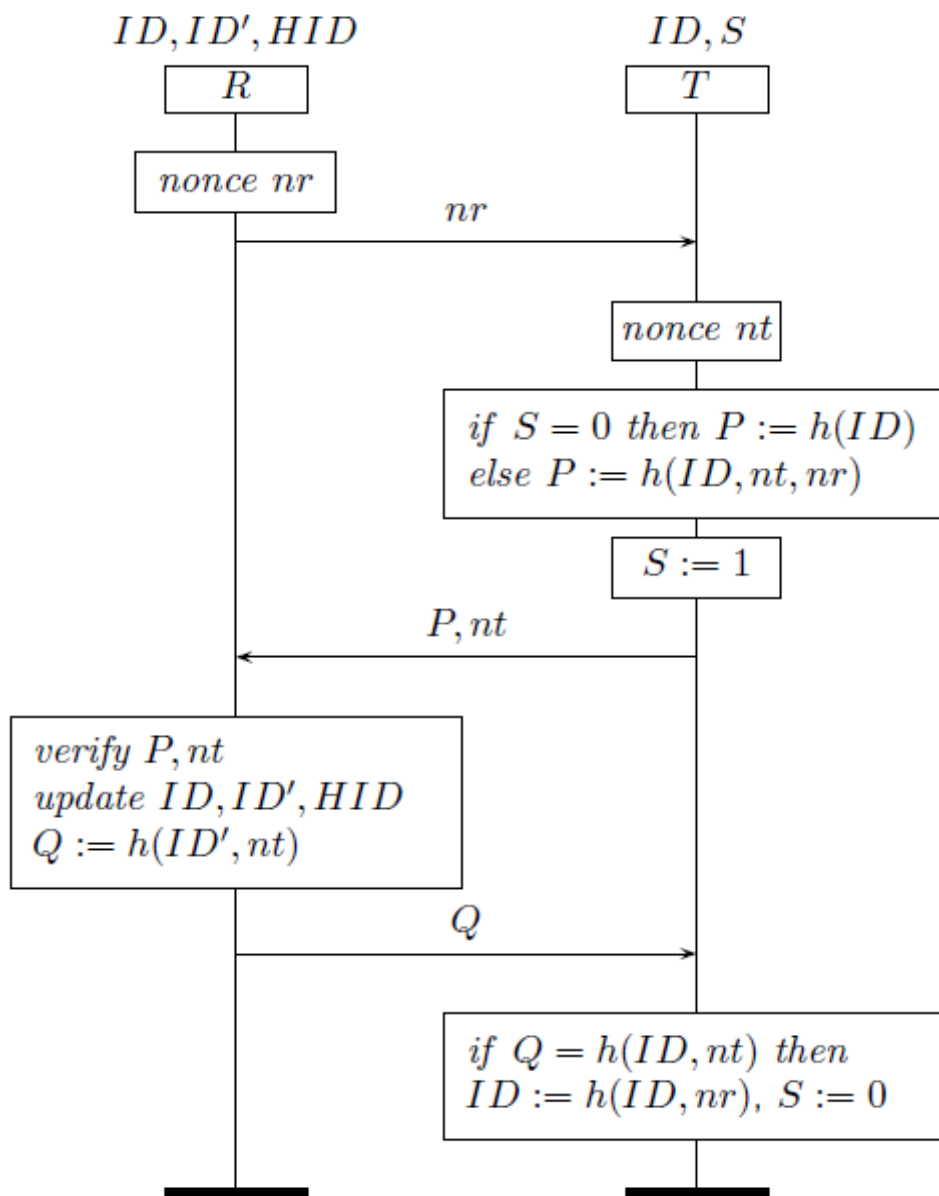 ID, ID′, HID
ID, S
R
T
nonce nr
nr
nonce nt
if S = 0 then P := h(ID)
else P := h(ID, nt, nr)
S := 1
P, nt
verify P, nt
update ID, ID′, HID
Q := h(ID′, nt)
Q
if Q = h(ID, nt) then
ID := h(ID, nr), S := 0